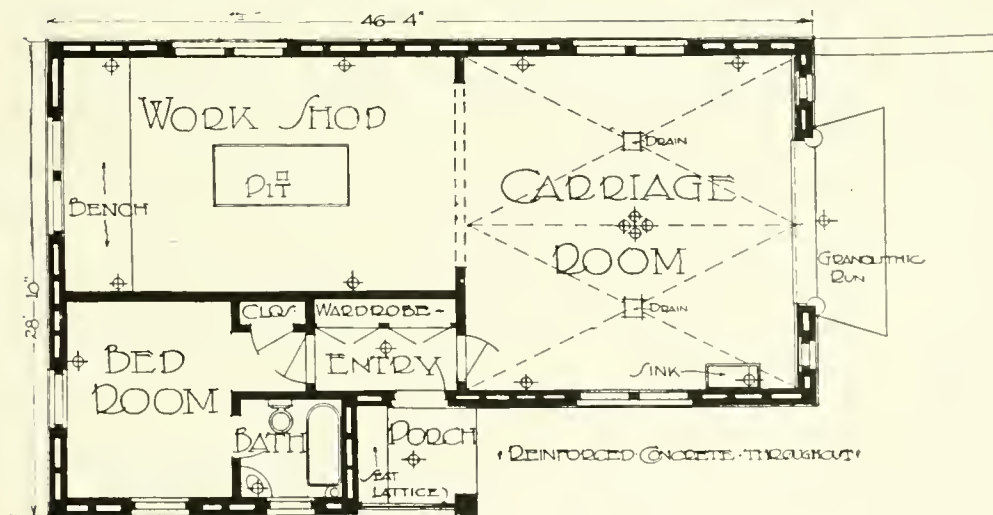 46-4"
WORK SHOP
PIT
BENCH
DRAIN
CARRIAGE
ROOM
GRANOLITHIC
RUN
28'-10"
CLOS.
WARDROBE-
DRAIN
BED
ROOM
ENTRY
SINK
BATH
PORCH
SEAT
LATTICE)
REINFORCED·CONCRETE·THROUGHOUT